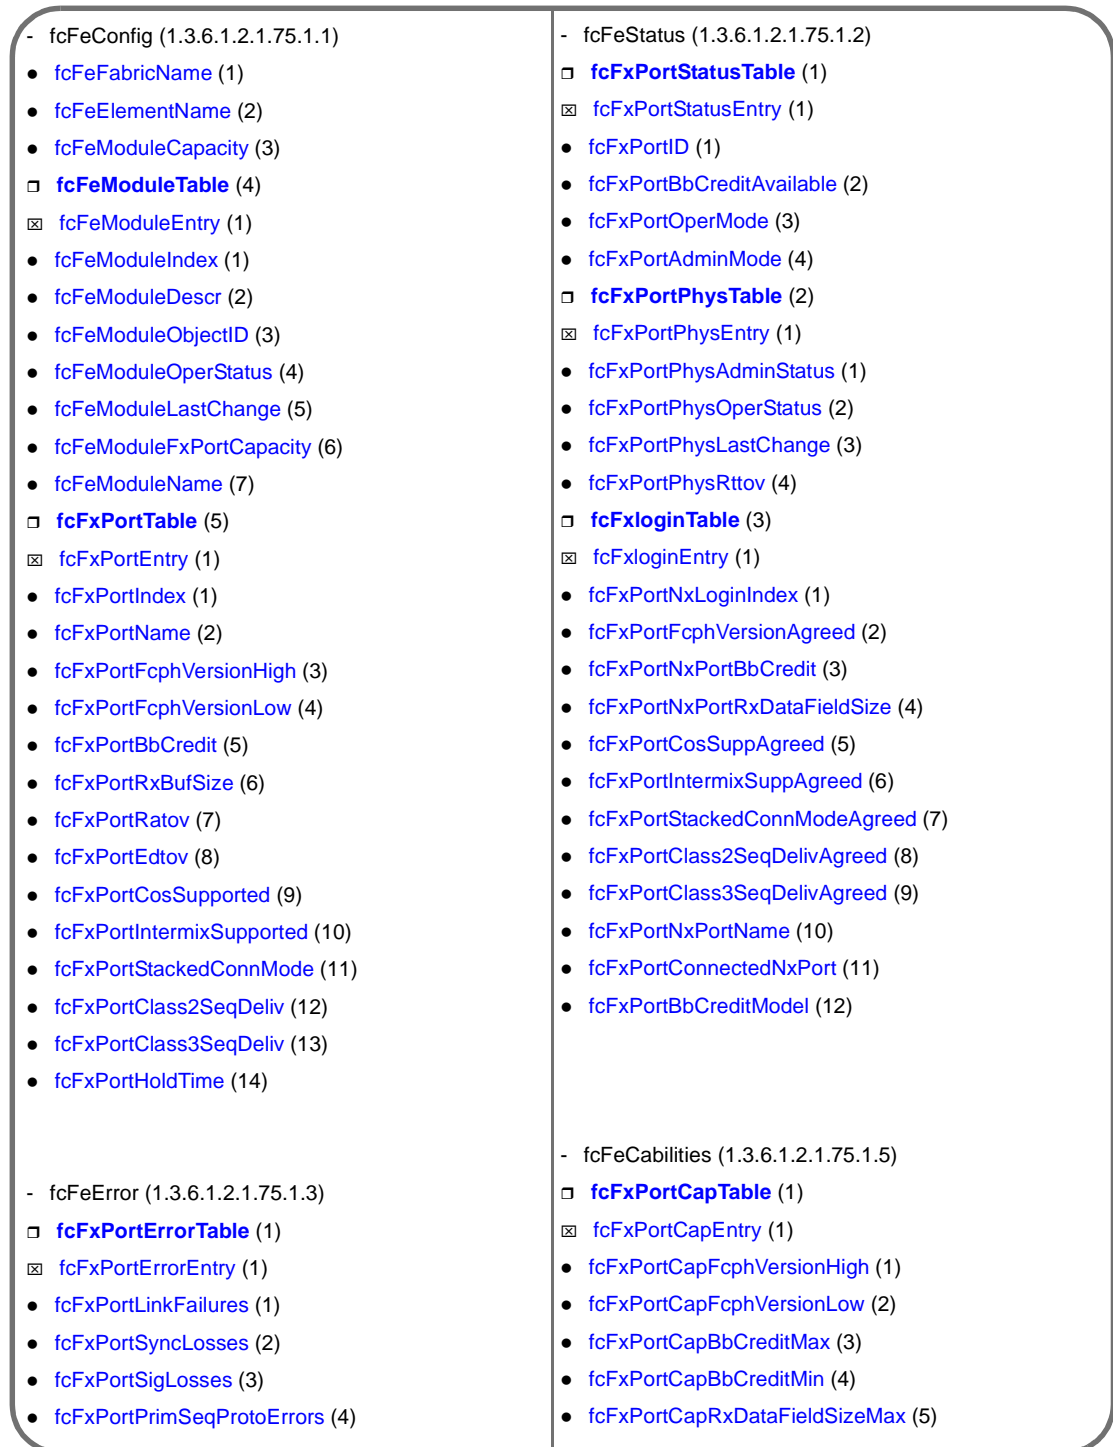 - fcFeConfig (1.3.6.1.2.1.75.1.1)
● fcFeFabricName (1)
● fcFeElementName (2)
● fcFeModuleCapacity (3)
❒ fcFeModuleTable (4)
☒ fcFeModuleEntry (1)
● fcFeModuleIndex (1)
● fcFeModuleDescr (2)
● fcFeModuleObjectID (3)
● fcFeModuleOperStatus (4)
● fcFeModuleLastChange (5)
● fcFeModuleFxPortCapacity (6)
● fcFeModuleName (7)
❒ fcFxPortTable (5)
☒ fcFxPortEntry (1)
● fcFxPortIndex (1)
● fcFxPortName (2)
● fcFxPortFcphVersionHigh (3)
● fcFxPortFcphVersionLow (4)
● fcFxPortBbCredit (5)
● fcFxPortRxBufSize (6)
● fcFxPortRatov (7)
● fcFxPortEdtov (8)
● fcFxPortCosSupported (9)
● fcFxPortIntermixSupported (10)
● fcFxPortStackedConnMode (11)
● fcFxPortClass2SeqDeliv (12)
● fcFxPortClass3SeqDeliv (13)
● fcFxPortHoldTime (14)
- fcFeError (1.3.6.1.2.1.75.1.3)
❒ fcFxPortErrorTable (1)
☒ fcFxPortErrorEntry (1)
● fcFxPortLinkFailures (1)
● fcFxPortSyncLosses (2)
● fcFxPortSigLosses (3)
● fcFxPortPrimSeqProtoErrors (4)
- fcFeStatus (1.3.6.1.2.1.75.1.2)
❒ fcFxPortStatusTable (1)
☒ fcFxPortStatusEntry (1)
● fcFxPortID (1)
● fcFxPortBbCreditAvailable (2)
● fcFxPortOperMode (3)
● fcFxPortAdminMode (4)
❒ fcFxPortPhysTable (2)
☒ fcFxPortPhysEntry (1)
● fcFxPortPhysAdminStatus (1)
● fcFxPortPhysOperStatus (2)
● fcFxPortPhysLastChange (3)
● fcFxPortPhysRttov (4)
❒ fcFxloginTable (3)
☒ fcFxloginEntry (1)
● fcFxPortNxLoginIndex (1)
● fcFxPortFcphVersionAgreed (2)
● fcFxPortNxPortBbCredit (3)
● fcFxPortNxPortRxDataFieldSize (4)
● fcFxPortCosSuppAgreed (5)
● fcFxPortIntermixSuppAgreed (6)
● fcFxPortStackedConnModeAgreed (7)
● fcFxPortClass2SeqDelivAgreed (8)
● fcFxPortClass3SeqDelivAgreed (9)
● fcFxPortNxPortName (10)
● fcFxPortConnectedNxPort (11)
● fcFxPortBbCreditModel (12)
- fcFeCabilities (1.3.6.1.2.1.75.1.5)
❒ fcFxPortCapTable (1)
☒ fcFxPortCapEntry (1)
● fcFxPortCapFcphVersionHigh (1)
● fcFxPortCapFcphVersionLow (2)
● fcFxPortCapBbCreditMax (3)
● fcFxPortCapBbCreditMin (4)
● fcFxPortCapRxDataFieldSizeMax (5)